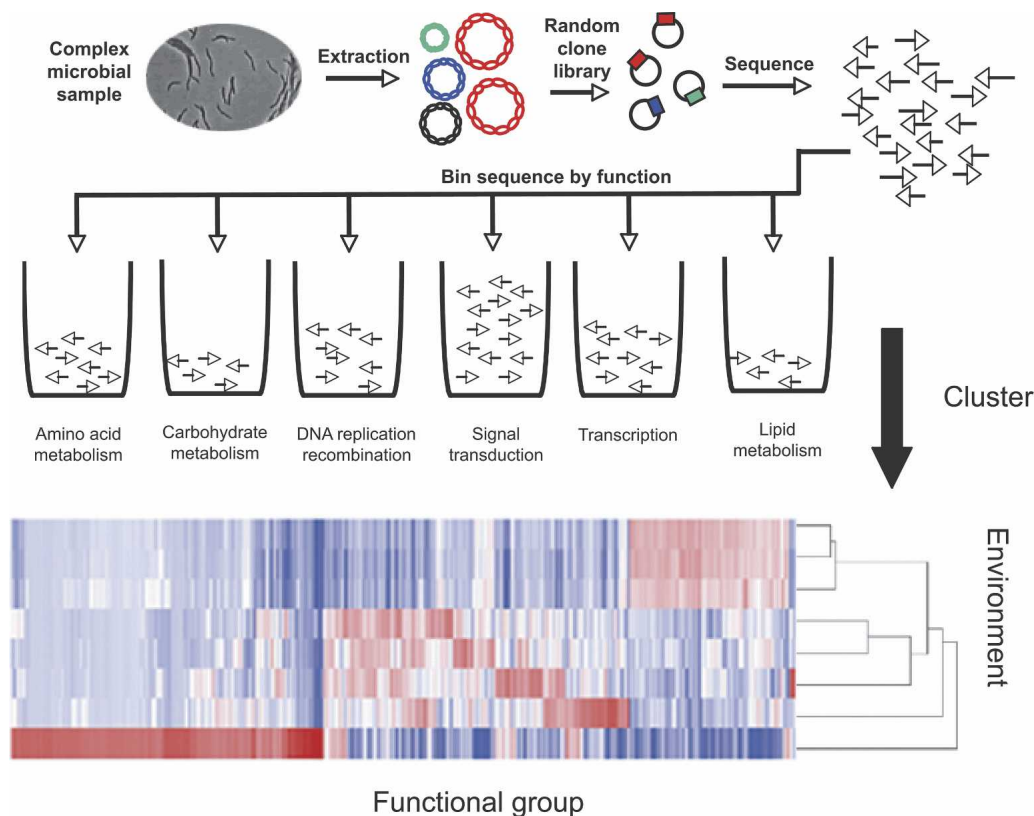 Complex
microbial
sample
Extraction
Random
clone
library
Sequence
Bin sequence by function
Amino acid
metabolism
Carbohydrate
metabolism
DNA replication
recombination
Signal
transduction
Transcription
Lipid
metabolism
Cluster
Environment
Functional group